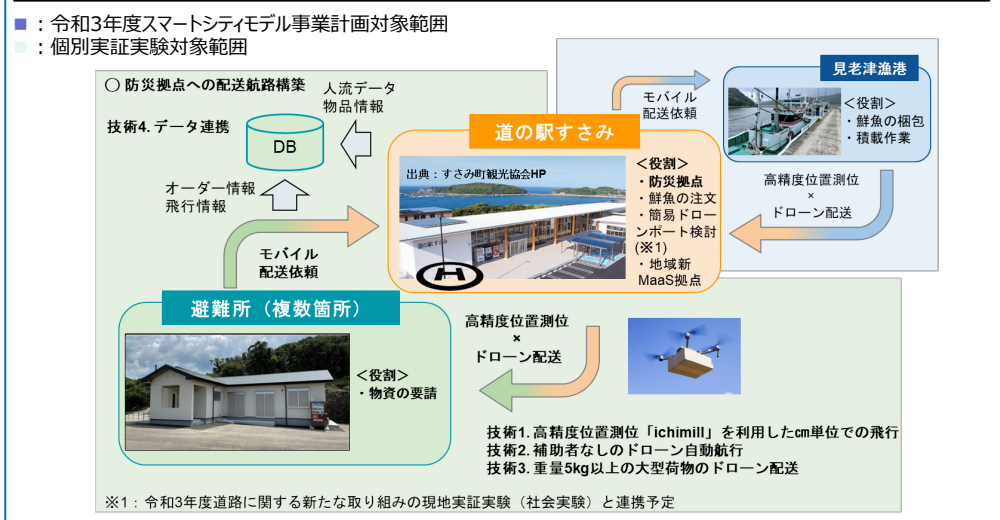 ■：令和3年度スマートシティモデル事業計画対象範囲
■：個別実証実験対象範囲
〇 防災拠点への配送航路構築
人流データ
物品情報
技術4. データ連携
DB
オーダー情報
飛行情報
モバイル
配送依頼
道の駅すさみ
出典：すさみ町観光協会HP
＜役割＞
・防災拠点
・鮮魚の注文
・簡易ドロー
ンポート検討
(※1)
・地域新
MaaS拠点
モバイル
配送依頼
見老津漁港
＜役割＞
・鮮魚の梱包
・積載作業
高精度位置測位
×
ドローン配送
避難所（複数箇所）
＜役割＞
・物資の要請
高精度位置測位
×
ドローン配送
技術1. 高精度位置測位「ichimill」を利用した㎝単位での飛行
技術2. 補助者なしのドローン自動航行
技術3. 重量5kg以上の大型荷物のドローン配送
※1：令和3年度道路に関する新たな取り組みの現地実証実験（社会実験）と連携予定